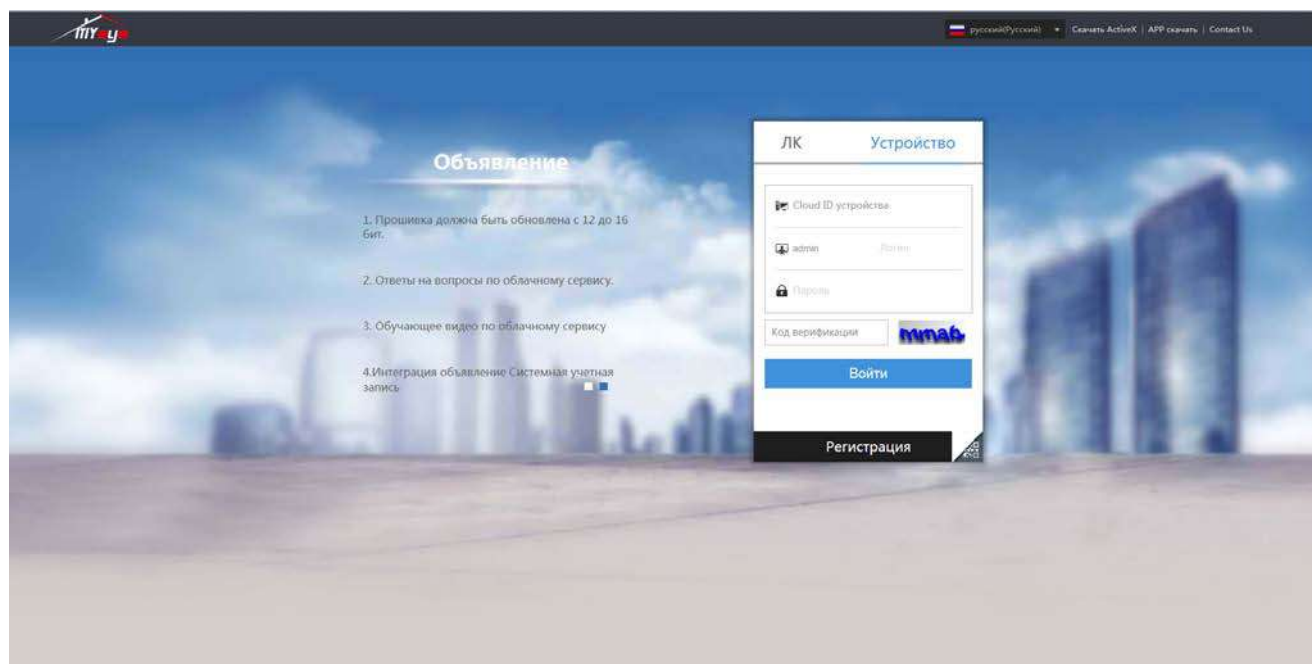 MYeye
русский(Русский)
Скачать ActiveX | APP скачать | Contact Us
Объявление
1. Прошивка должна быть обновлена с 12 до 16
бит.
2. Ответы на вопросы по облачному сервису.
3. Обучающее видео по облачному сервису
4.Интеграция объявление Системная учетная
запись
ЛК Устройство
Cloud ID устройства
admin Логин
Пароль
Код верификации
Войти
Регистрация